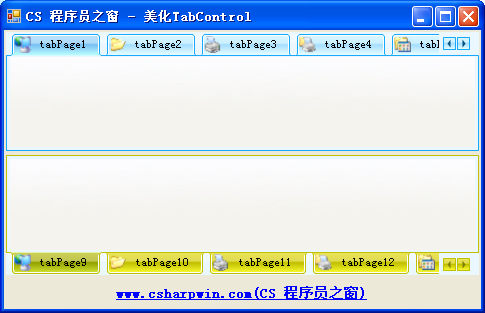 CS 程序员之窗 - 美化TabControl
tabPage1 tabPage2 tabPage3 tabPage4 tabl
tabPage9 tabPage10 tabPage11 tabPage12
www.csharpwin.com(CS 程序员之窗)